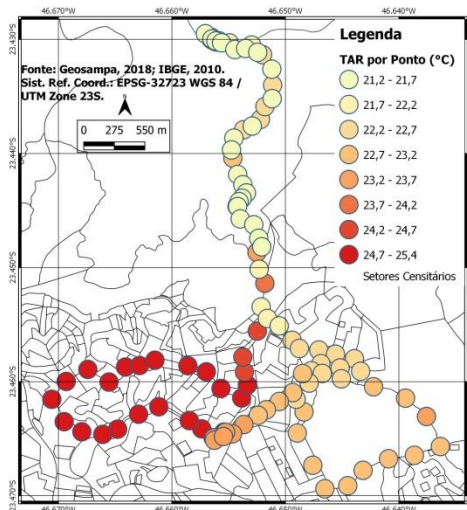 46.670°W 46.660°W 46.650°W 46.640°W
23.430°S
23.440°S
23.450°S
23.460°S
23.470°S
Fonte: Geosampa, 2018; IBGE, 2010.
Sist. Ref. Coord.: EPSG-32723 WGS 84 /
UTM Zone 23S.
N
0 275 550 m
Legenda
TAR por Ponto (°C)
21,2 - 21,7
21,7 - 22,2
22,2 - 22,7
22,7 - 23,2
23,2 - 23,7
23,7 - 24,2
24,2 - 24,7
24,7 - 25,4
Setores Censitários
46.670°W 46.660°W 46.650°W 46.640°W